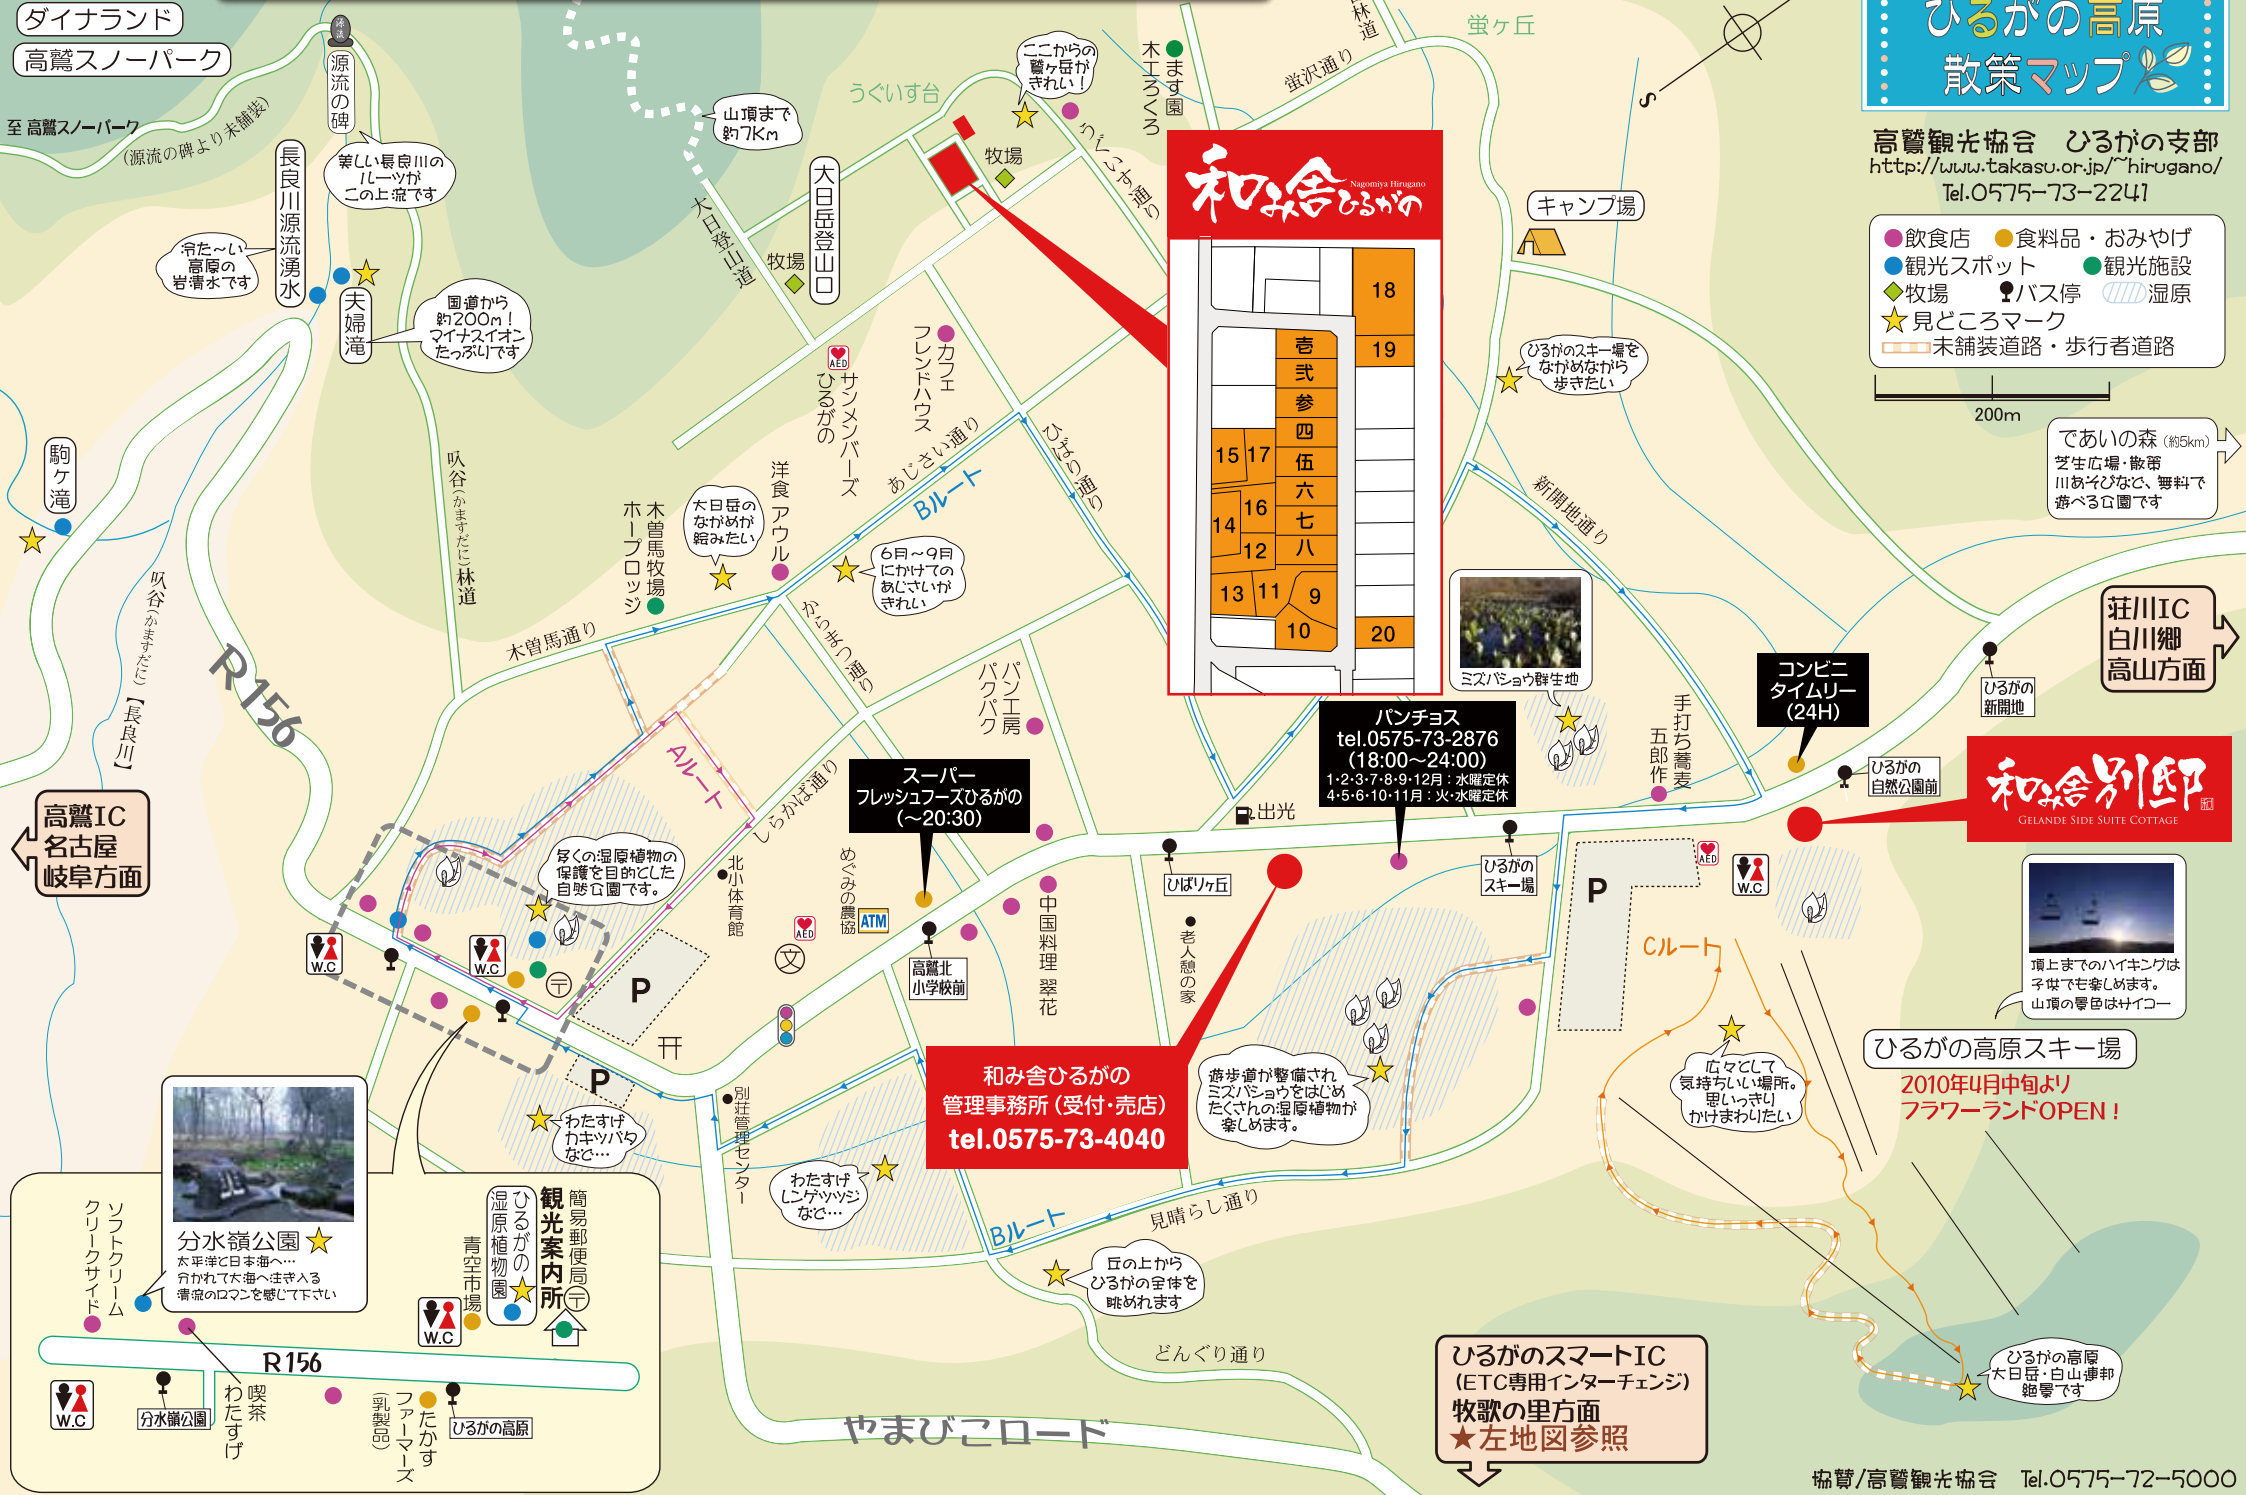 ダイナランド
高鷲スノーパーク
至 高鷲スノーパーク
(源流の碑より未舗装)
源流
源流の碑
美しい長良川の
ルーツが
この上流です
長良川源流湧水
冷た～い
高原の
岩清水です
夫婦滝
国道から
約200m！
マイナスイオン
たっぷりです
駒ヶ滝
叺谷(かまずだに)林道
叺谷(かまずだに)【長良川】
R156
高鷲IC
名古屋
岐阜方面
山頂まで
約7Km
大日登山道
大日岳登山口
牧場
うぐいす台
ここからの
鷲ヶ岳が
きれい！
牧場
うぐいす通り
ます園
木工ろくろ
林道
蛍沢通り
蛍ヶ丘
S
ひるがの高原
散策マップ
高鷲観光協会　ひるがの支部
http://www.takasu.or.jp/~hirugano/
Tel.0575-73-2241
飲食店
食料品・おみやげ
観光スポット
観光施設
牧場
バス停
湿原
見どころマーク
未舗装道路・歩行者道路
200m
であいの森（約5km）
芝生広場・散策
川あそびなど、無料で
遊べる公園です
キャンプ場
和み舎ひるがの
Nagomiya Hirugano
18
19
壱
弐
参
四
伍
六
七
八
15
17
16
14
12
13
11
9
10
20
ひるがのスキー場を
ながめながら
歩きたい
新開地通り
AED
サンメンバーズ
ひるがの
カフェ
フレンドハウス
あじさい通り
Bルート
ひばり通り
洋食 アウル
大日岳の
ながめが
絵みたい
木曽馬牧場
ホープロッジ
6月～9月
にかけての
あじさいが
きれい
木曽馬通り
からまつ通り
Aルート
しらかば通り
パン工房
パクパク
スーパー
フレッシュフーズひるがの
(～20:30)
パンチョス
tel.0575-73-2876
(18:00～24:00)
1・2・3・7・8・9・12月：水曜定休
4・5・6・10・11月：火・水曜定休
ミズバショウ群生地
手打ち蕎麦
五郎作
コンビニ
タイムリー
(24H)
ひるがの
新開地
荘川IC
白川郷
高山方面
ひるがの
自然公園前
和み舎別邸
GELANDE SIDE SUITE COTTAGE
出光
ひばりヶ丘
ひるがの
スキー場
P
AED
W.C
頂上までのハイキングは
子供でも楽しめます。
山頂の景色はサイコー
ひるがの高原スキー場
2010年4月中旬より
フラワーランドOPEN！
Cルート
広々として
気持ちいい場所。
思いっきり
かけまわりたい
多くの湿原植物の
保護を目的とした
自然公園です。
北小体育館
めぐみの農協
ATM
AED
文
高鷲北
小学校前
中国料理 翠花
老人憩の家
W.C
W.C
〒
P
P
別荘管理センター
和み舎ひるがの
管理事務所（受付・売店）
tel.0575-73-4040
遊歩道が整備され
ミズバショウをはじめ
たくさんの湿原植物が
楽しめます。
わたすげ
カキツバタ
など…
わたすげ
レンゲツツジ
など…
Bルート
見晴らし通り
丘の上から
ひるがの全体を
眺めれます
どんぐり通り
やまびこロード
ひるがのスマートIC
(ETC専用インターチェンジ)
牧歌の里方面
★左地図参照
ひるがの高原
大日岳・白山連邦
絶景です
協賛/高鷲観光協会　Tel.0575-72-5000
分水嶺公園
太平洋と日本海へ…
分かれて大海へ注ぎ入る
清流のロマンを感じて下さい
ソフトクリーム
クリークサイド
青空市場
ひるがの
湿原植物園
観光案内所
簡易郵便局〒
W.C
R156
W.C
分水嶺公園
喫茶
わたすげ
たかす
ファーマーズ
(乳製品)
ひるがの高原